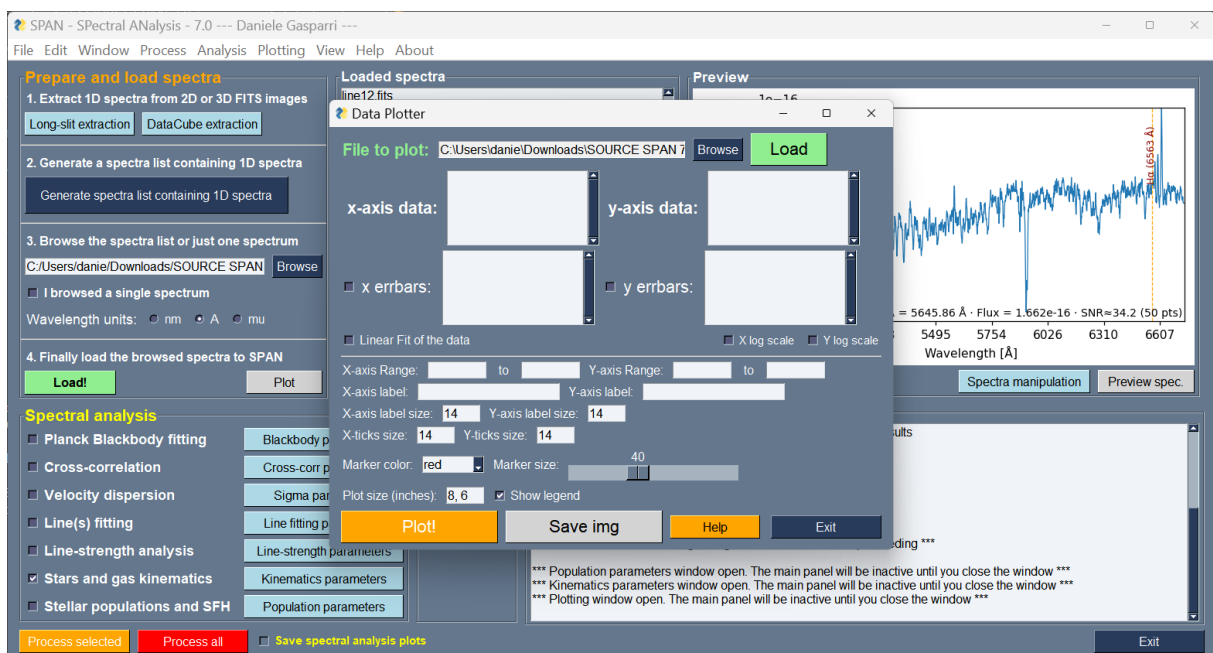 SPAN - SPectral ANalysis - 7.0 --- Daniele Gasparri ---
File Edit Window Process Analysis Plotting View Help About
Prepare and load spectra
1. Extract 1D spectra from 2D or 3D FITS images
Long-slit extraction DataCube extraction
2. Generate a spectra list containing 1D spectra
Generate spectra list containing 1D spectra
3. Browse the spectra list or just one spectrum
C:/Users/danie/Downloads/SOURCE SPAN Browse
I browsed a single spectrum
Wavelength units: nm A mu
4. Finally load the browsed spectra to SPAN
Load! Plot
Spectral analysis
Planck Blackbody fitting Blackbody p
Cross-correlation Cross-corr p
Velocity dispersion Sigma par
Line(s) fitting Line fitting p
Line-strength analysis Line-strength parameters
Stars and gas kinematics Kinematics parameters
Stellar populations and SFH Population parameters
Process selected Process all Save spectral analysis plots
Loaded spectra
line12.fits
Data Plotter
File to plot: C:\Users\danie\Downloads\SOURCE SPAN 7 Browse Load
x-axis data: y-axis data:
x errbars: y errbars:
Linear Fit of the data X log scale Y log scale
X-axis Range: to Y-axis Range: to
X-axis label: Y-axis label:
X-axis label size: 14 Y-axis label size: 14
X-ticks size: 14 Y-ticks size: 14
Marker color: red Marker size: 40
Plot size (inches): 8, 6 Show legend
Plot! Save img Help Exit
Preview
1e−16
Hα (6563 Å)
= 5645.86 Å · Flux = 1.662e-16 · SNR≈34.2 (50 pts)
5495 5754 6026 6310 6607
Wavelength [Å]
Spectra manipulation Preview spec.
ults
eding ***
*** Population parameters window open. The main panel will be inactive until you close the window ***
*** Kinematics parameters window open. The main panel will be inactive until you close the window ***
*** Plotting window open. The main panel will be inactive until you close the window ***
Exit